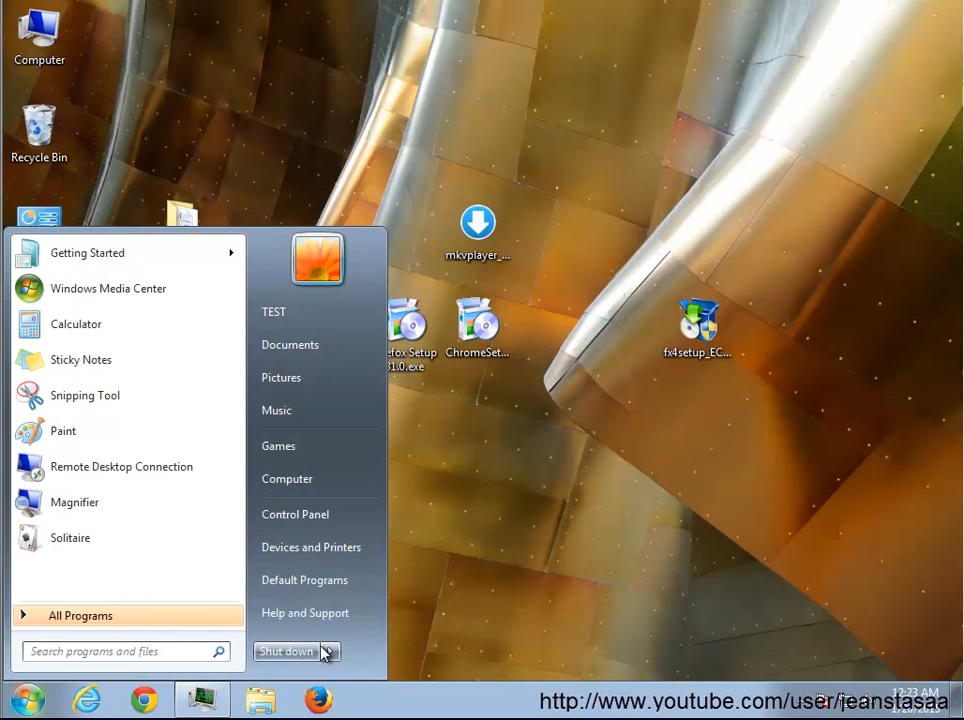 Computer
Recycle Bin
mkvplayer_...
efox Setup
31.0.exe
ChromeSet...
fx4setup_EC...
Getting Started
Windows Media Center
Calculator
Sticky Notes
Snipping Tool
Paint
Remote Desktop Connection
Magnifier
Solitaire
All Programs
Search programs and files
TEST
Documents
Pictures
Music
Games
Computer
Control Panel
Devices and Printers
Default Programs
Help and Support
Shut down
12:23 AM
http://www.youtube.com/user/jeanstasaa